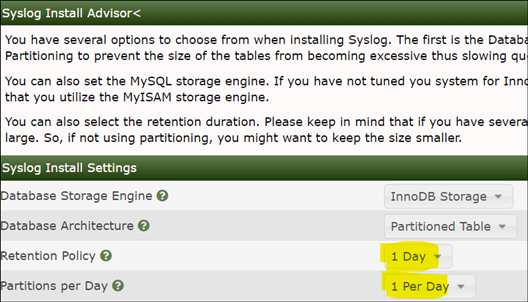 Syslog Install Advisor<
You have several options to choose from when installing Syslog. The first is the Databa
Partitioning to prevent the size of the tables from becoming excessive thus slowing qu
You can also set the MySQL storage engine. If you have not tuned you system for Inno
that you utilize the MyISAM storage engine.
You can also select the retention duration. Please keep in mind that if you have severa
large. So, if not using partitioning, you might want to keep the size smaller.
Syslog Install Settings
Database Storage Engine InnoDB Storage
Database Architecture Partitioned Table
Retention Policy 1 Day
Partitions per Day 1 Per Day